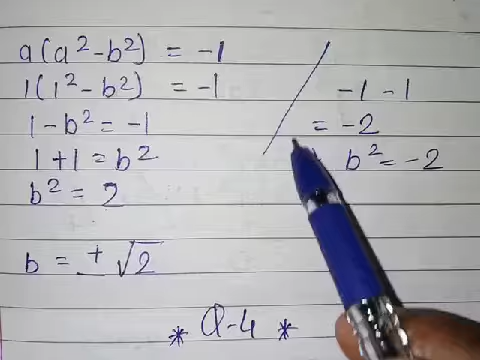 a(a² - b²) = -1
1(1² - b²) = -1
1 - b² = -1
1 + 1 = b²
b² = 2
b = ± √2
-1 - 1
= -2
b² = -2
* Q-4 *